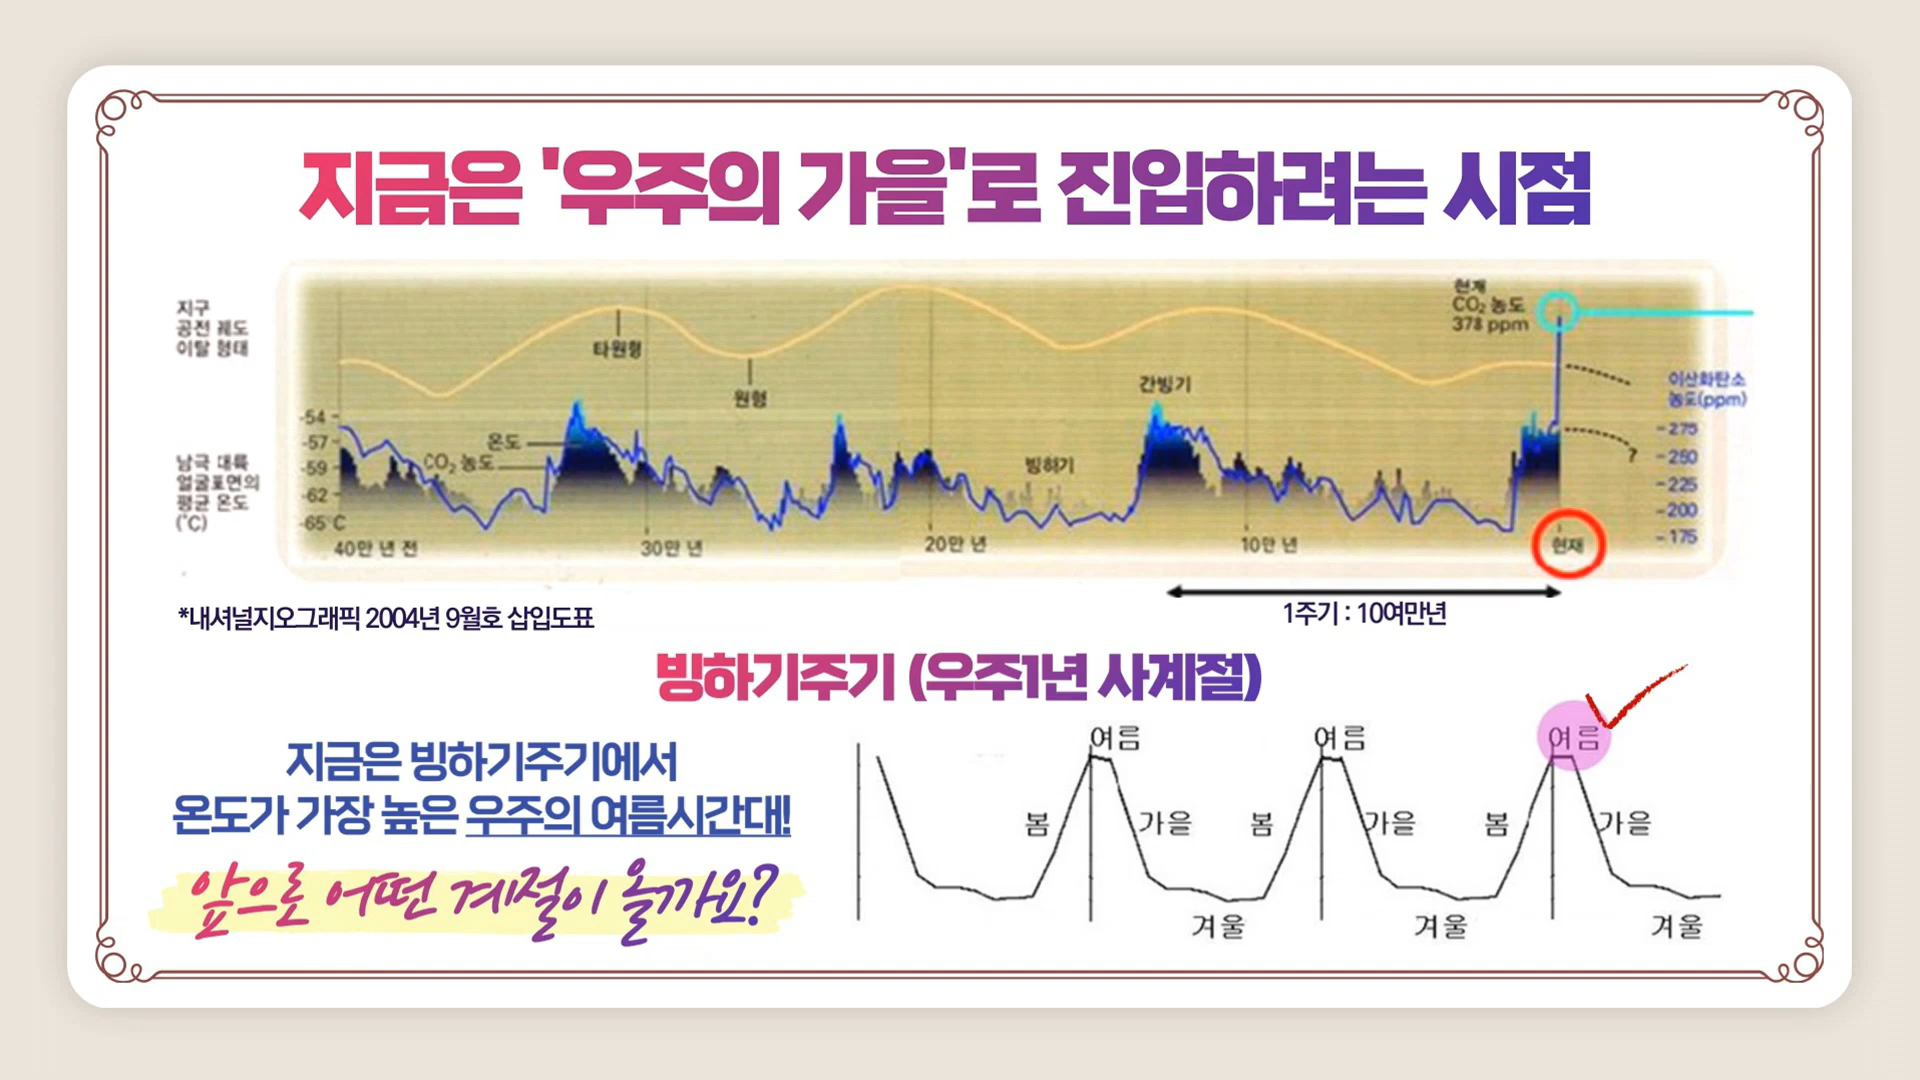 지금은 '우주의 가을'로 진입하려는 시점
지구
공전 궤도
이탈 형태
타원형
원형
간빙기
현재
CO₂ 농도
378 ppm
이산화탄소
농도(ppm)
-54
-57
-59
-62
-65˚C
온도
CO₂ 농도
빙하기
남극 대륙
얼굴표면의
평균 온도
(˚C)
?
-275
-250
-225
-200
-175
40만 년 전
30만 년
20만 년
10만 년
현재
*내셔널지오그래픽 2004년 9월호 삽입도표
1주기 : 10여만년
빙하기주기 (우주1년 사계절)
지금은 빙하기주기에서
온도가 가장 높은 우주의 여름시간대!
앞으로 어떤 계절이 올까요?
여름
여름
여름
봄
가을
봄
가을
봄
가을
겨울
겨울
겨울